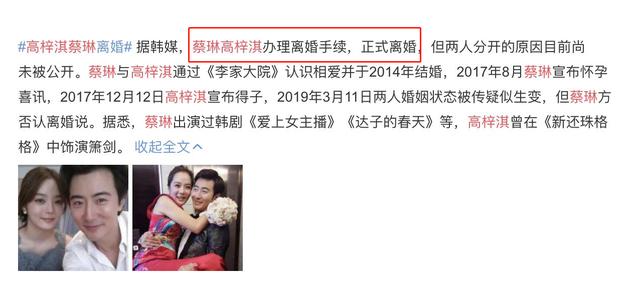 #高梓淇蔡琳离婚# 据韩媒，蔡琳高梓淇办理离婚手续，正式离婚，但两人分开的原因目前尚
未被公开。蔡琳与高梓淇通过《李家大院》认识相爱并于2014年结婚，2017年8月蔡琳宣布怀孕
喜讯，2017年12月12日高梓淇宣布得子，2019年3月11日两人婚姻状态被传疑似生变，但蔡琳方
否认离婚说。据悉，蔡琳出演过韩剧《爱上女主播》《达子的春天》等，高梓淇曾在《新还珠格
格》中饰演箫剑。 收起全文